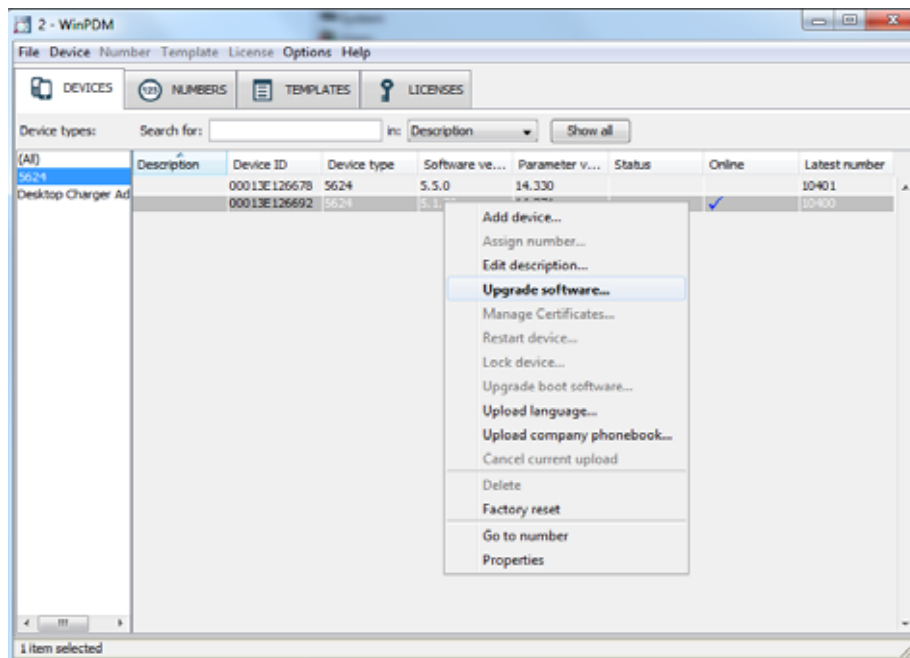 2 - WinPDM
File Device Number Template License Options Help
DEVICES NUMBERS TEMPLATES LICENSES
Device types: Search for: in: Description Show all
(All) Description Device ID Device type Software ve... Parameter v... Status Online Latest number
5624 00013E126678 5624 5.5.0 14.330 10401
Desktop Charger Ad 00013E126692 5624 10400
Add device...
Assign number...
Edit description...
Upgrade software...
Manage Certificates...
Restart device...
Lock device...
Upgrade boot software...
Upload language...
Upload company phonebook...
Cancel current upload
Delete
Factory reset
Go to number
Properties
1 item selected